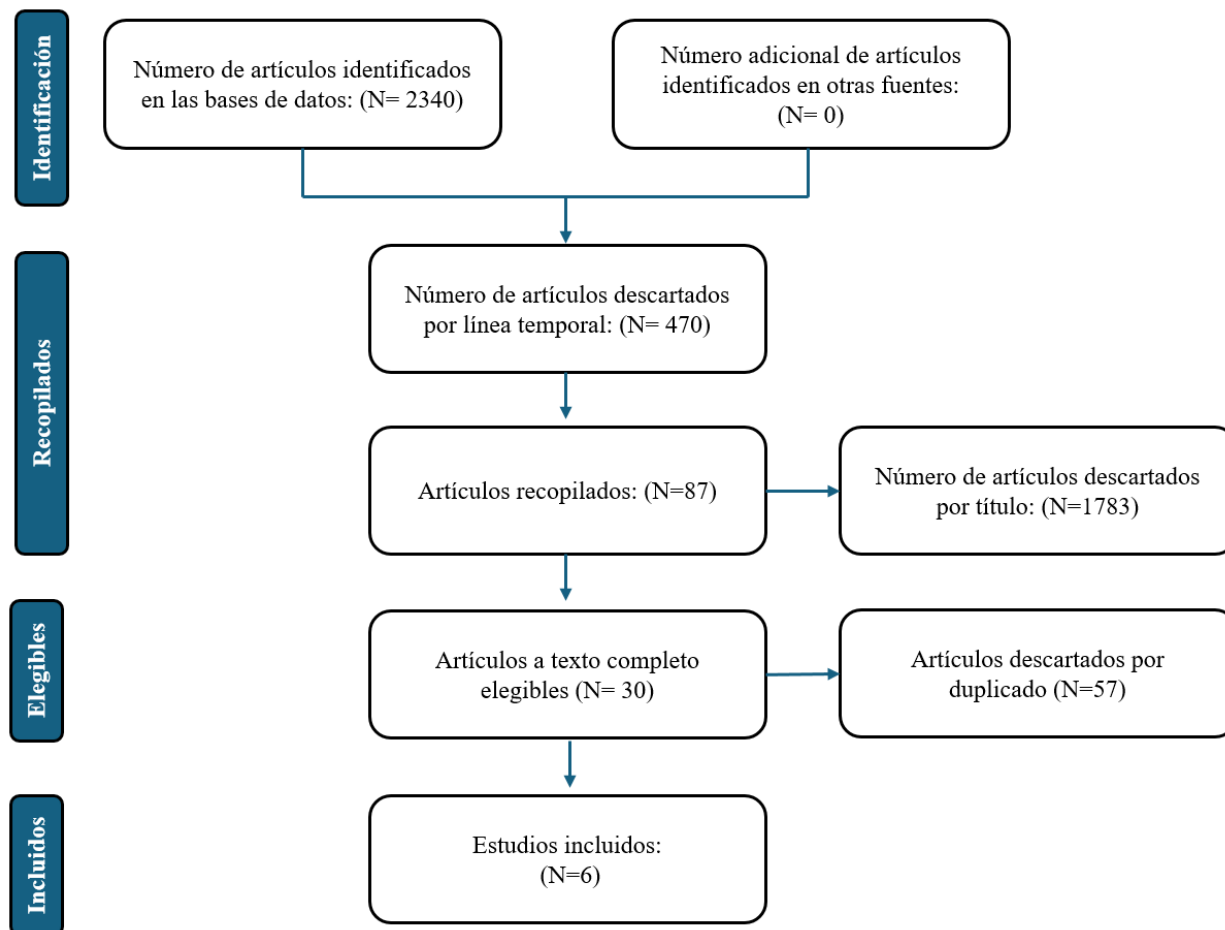 Identificación
Número de artículos identificados
en las bases de datos: (N= 2340)
Número adicional de artículos
identificados en otras fuentes:
(N= 0)
Recopilados
Número de artículos descartados
por línea temporal: (N= 470)
Artículos recopilados: (N=87)
Número de artículos descartados
por título: (N=1783)
Elegibles
Artículos a texto completo
elegibles (N= 30)
Artículos descartados por
duplicado (N=57)
Incluidos
Estudios incluidos:
(N=6)